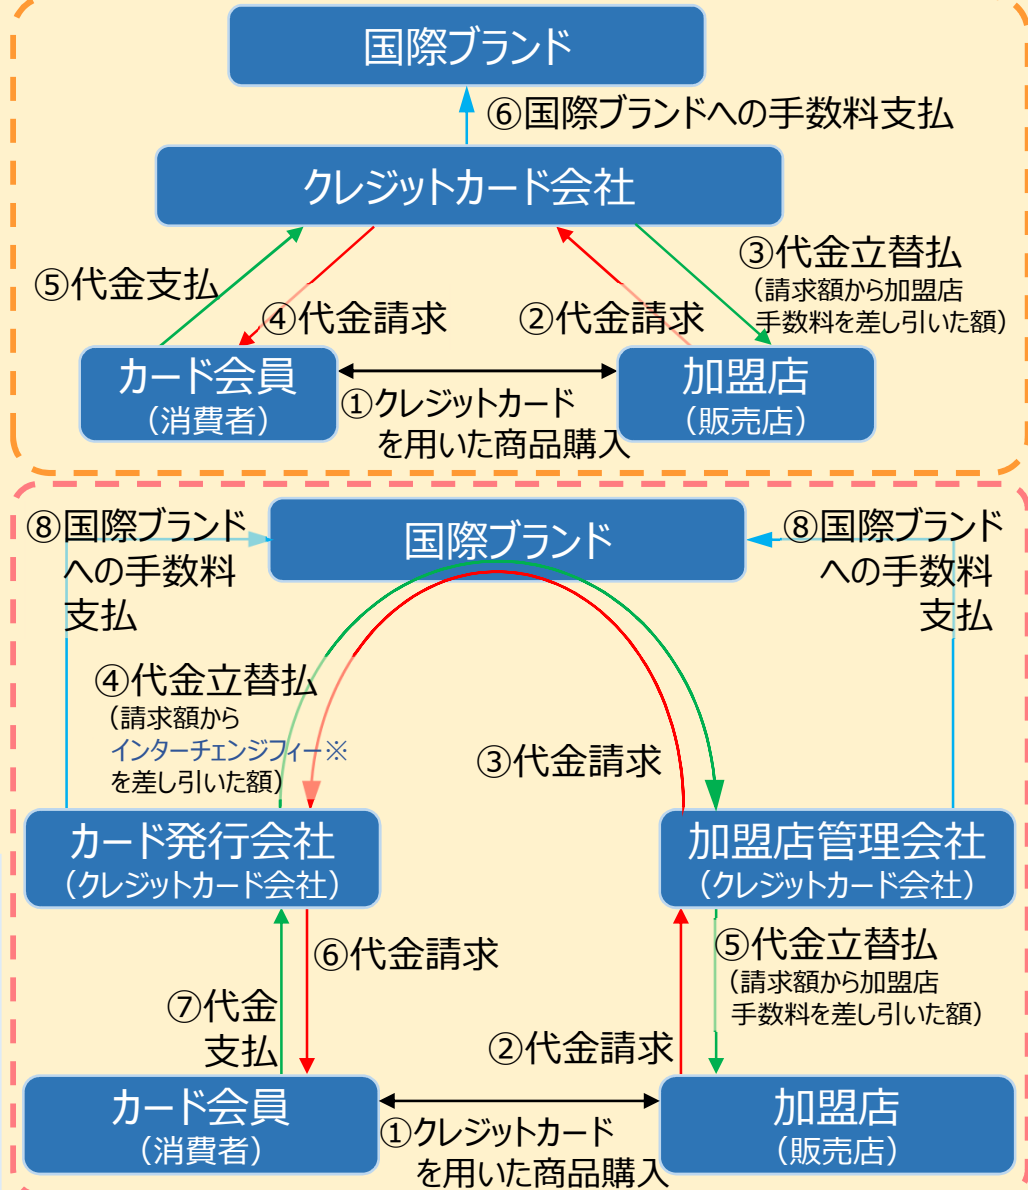 国際ブランド
⑥国際ブランドへの手数料支払
クレジットカード会社
⑤代金支払
④代金請求
②代金請求
③代金立替払
（請求額から加盟店
手数料を差し引いた額）
カード会員
（消費者）
①クレジットカード
を用いた商品購入
加盟店
（販売店）
⑧国際ブランド
への手数料
支払
国際ブランド
⑧国際ブランド
への手数料
支払
④代金立替払
（請求額から
インターチェンジフィー※
を差し引いた額）
③代金請求
カード発行会社
（クレジットカード会社）
加盟店管理会社
（クレジットカード会社）
⑦代金
支払
⑥代金請求
②代金請求
⑤代金立替払
（請求額から加盟店
手数料を差し引いた額）
カード会員
（消費者）
①クレジットカード
を用いた商品購入
加盟店
（販売店）